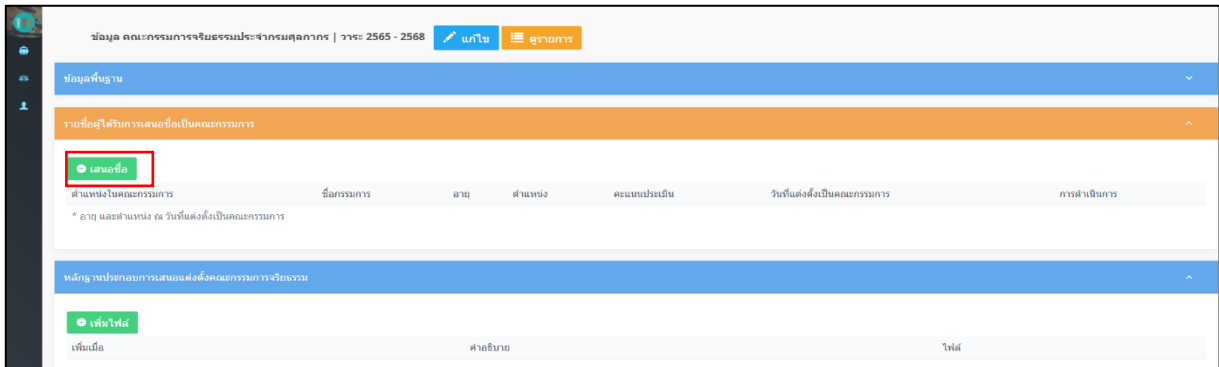 ข้อมูล คณะกรรมการจริยธรรมประจำกรมศุลกากร | วาระ 2565 - 2568 แก้ไข ดูรายการ
ข้อมูลพื้นฐาน
รายชื่อผู้ได้รับการเสนอชื่อเป็นคณะกรรมการ
เสนอชื่อ
ตำแหน่งในคณะกรรมการ ชื่อกรรมการ อายุ ตำแหน่ง คะแนนประเมิน วันที่แต่งตั้งเป็นคณะกรรมการ การดำเนินการ
* อายุ และตำแหน่ง ณ วันที่แต่งตั้งเป็นคณะกรรมการ
หลักฐานประกอบการเสนอแต่งตั้งคณะกรรมการจริยธรรม
เพิ่มไฟล์
เพิ่มเมื่อ คำอธิบาย ไฟล์